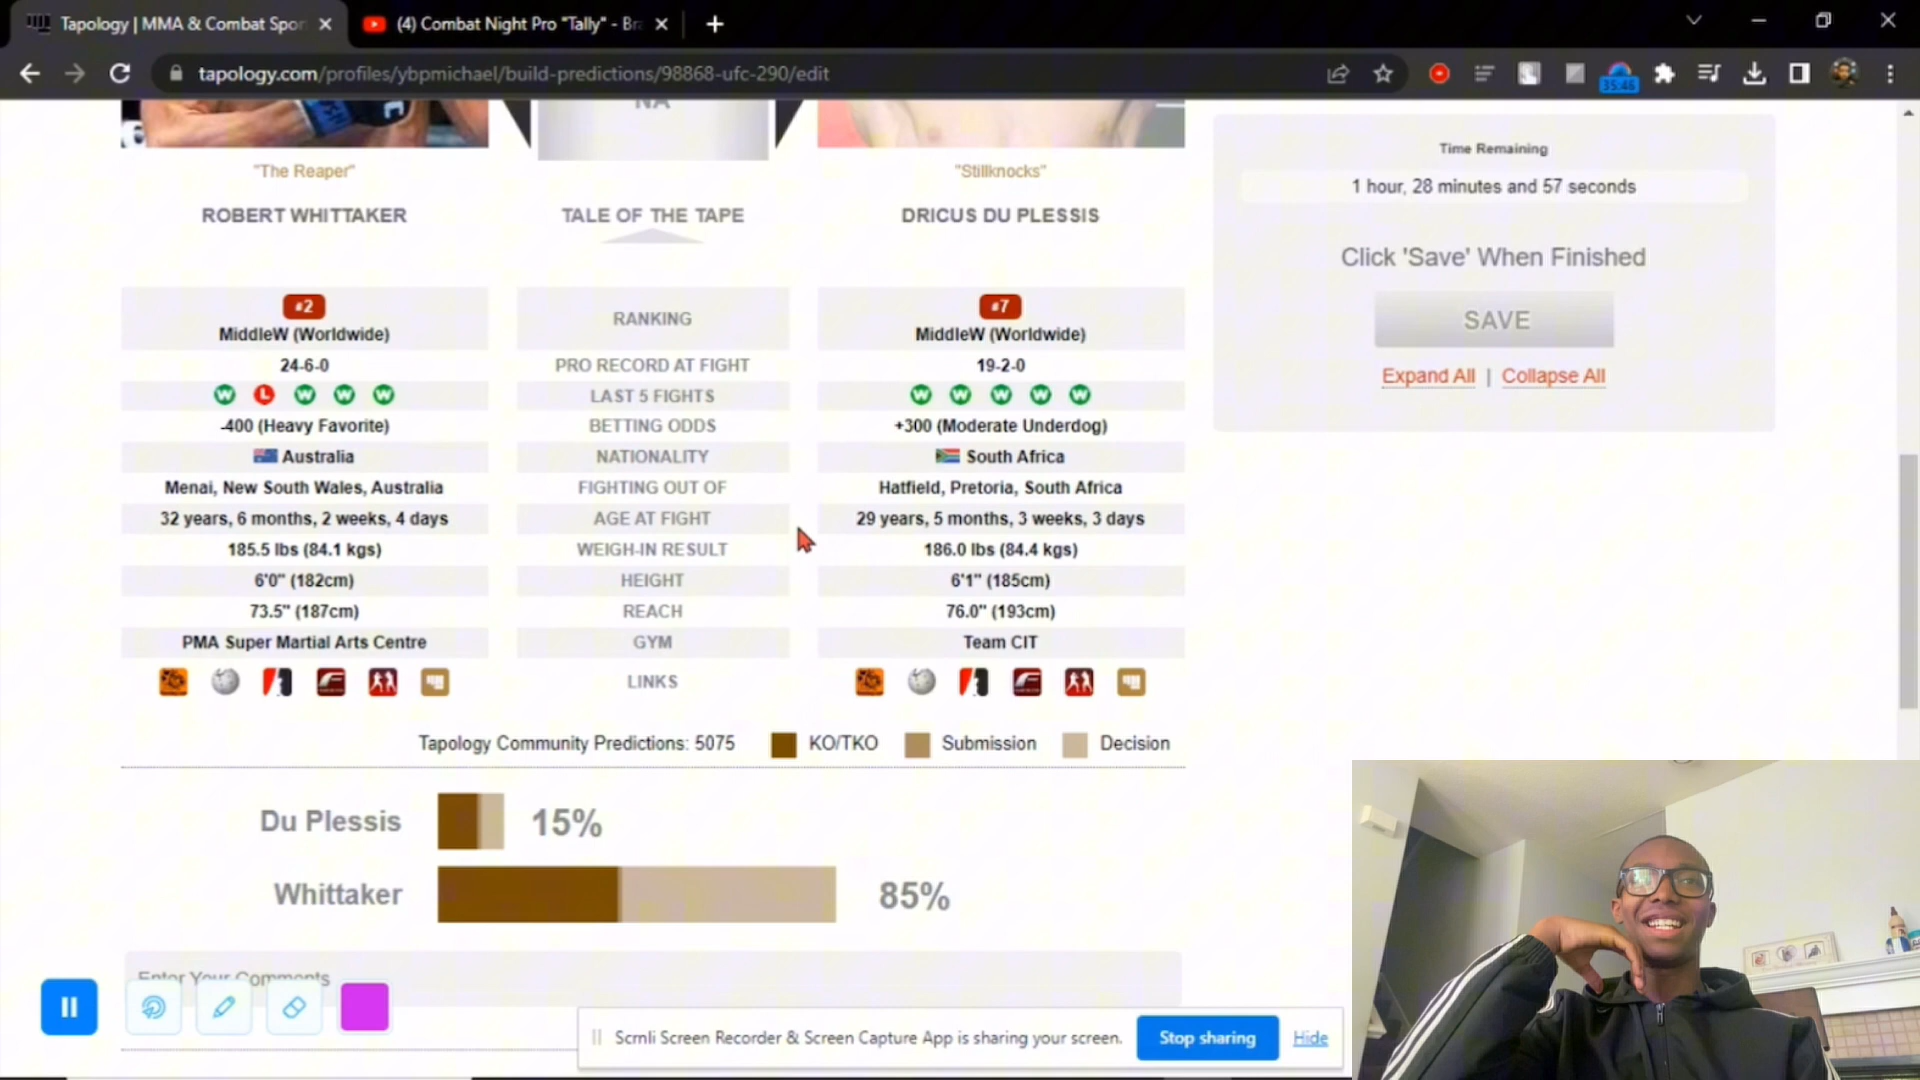 Tapology | MMA & Combat Spor
(4) Combat Night Pro "Tally" - Br
tapology.com/profiles/ybpmichael/build-predictions/98868-ufc-290/edit
35:46
NA
"The Reaper"
"Stillknocks"
ROBERT WHITTAKER
TALE OF THE TAPE
DRICUS DU PLESSIS
#2
MiddleW (Worldwide)
RANKING
#7
MiddleW (Worldwide)
24-6-0
PRO RECORD AT FIGHT
19-2-0
W L W W W
LAST 5 FIGHTS
W W W W W
-400 (Heavy Favorite)
BETTING ODDS
+300 (Moderate Underdog)
Australia
NATIONALITY
South Africa
Menai, New South Wales, Australia
FIGHTING OUT OF
Hatfield, Pretoria, South Africa
32 years, 6 months, 2 weeks, 4 days
AGE AT FIGHT
29 years, 5 months, 3 weeks, 3 days
185.5 lbs (84.1 kgs)
WEIGH-IN RESULT
186.0 lbs (84.4 kgs)
6'0" (182cm)
HEIGHT
6'1" (185cm)
73.5" (187cm)
REACH
76.0" (193cm)
PMA Super Martial Arts Centre
GYM
Team CIT
LINKS
Tapology Community Predictions: 5075
KO/TKO
Submission
Decision
Du Plessis
15%
Whittaker
85%
Enter Your Comments
Time Remaining
1 hour, 28 minutes and 57 seconds
Click 'Save' When Finished
SAVE
Expand All | Collapse All
Scrnli Screen Recorder & Screen Capture App is sharing your screen.
Stop sharing
Hide